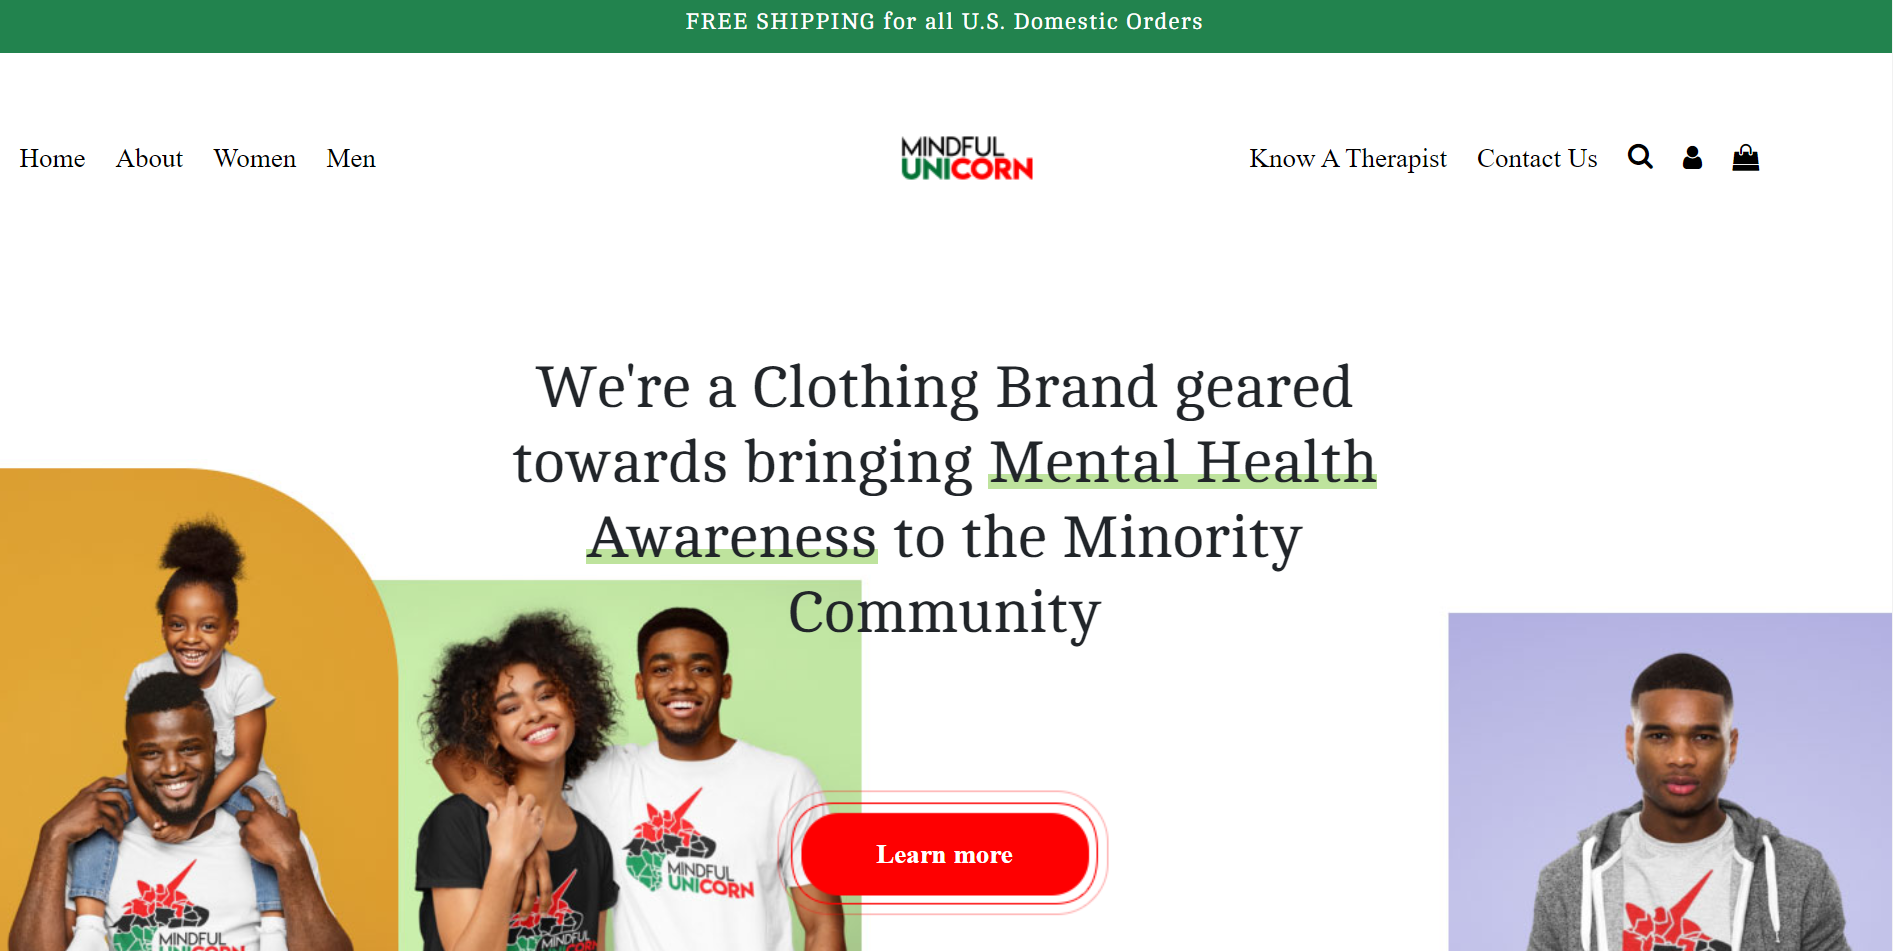 FREE SHIPPING for all U.S. Domestic Orders
Home About Women Men
MINDFUL
UNICORN
Know A Therapist Contact Us
We're a Clothing Brand geared
towards bringing Mental Health
Awareness to the Minority
Community
Learn more
MINDFUL
UNICORN
MINDFUL
UNICORN
MINDFUL
UNICORN